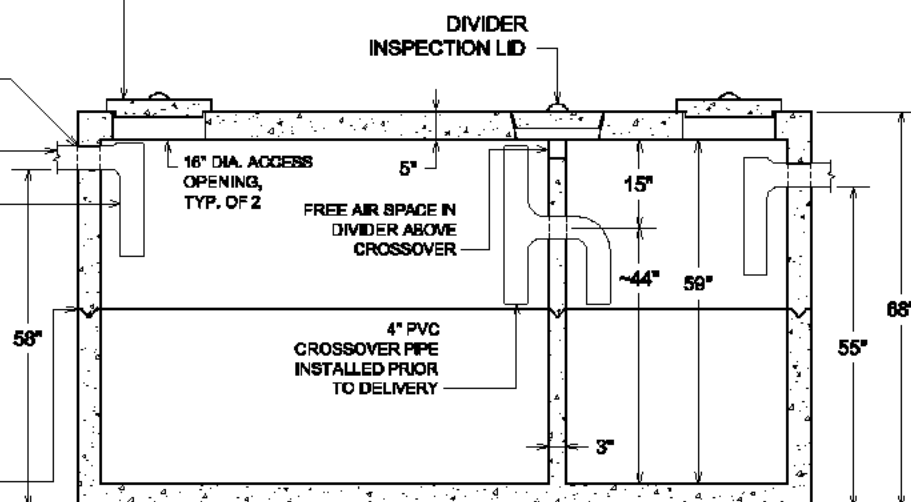 DIVIDER
INSPECTION LID
16" DIA. ACCESS
OPENING,
TYP. OF 2
5"
15"
FREE AIR SPACE IN
DIVIDER ABOVE
CROSSOVER
~44"
59"
68"
58"
4" PVC
CROSSOVER PIPE
INSTALLED PRIOR
TO DELIVERY
55"
3"